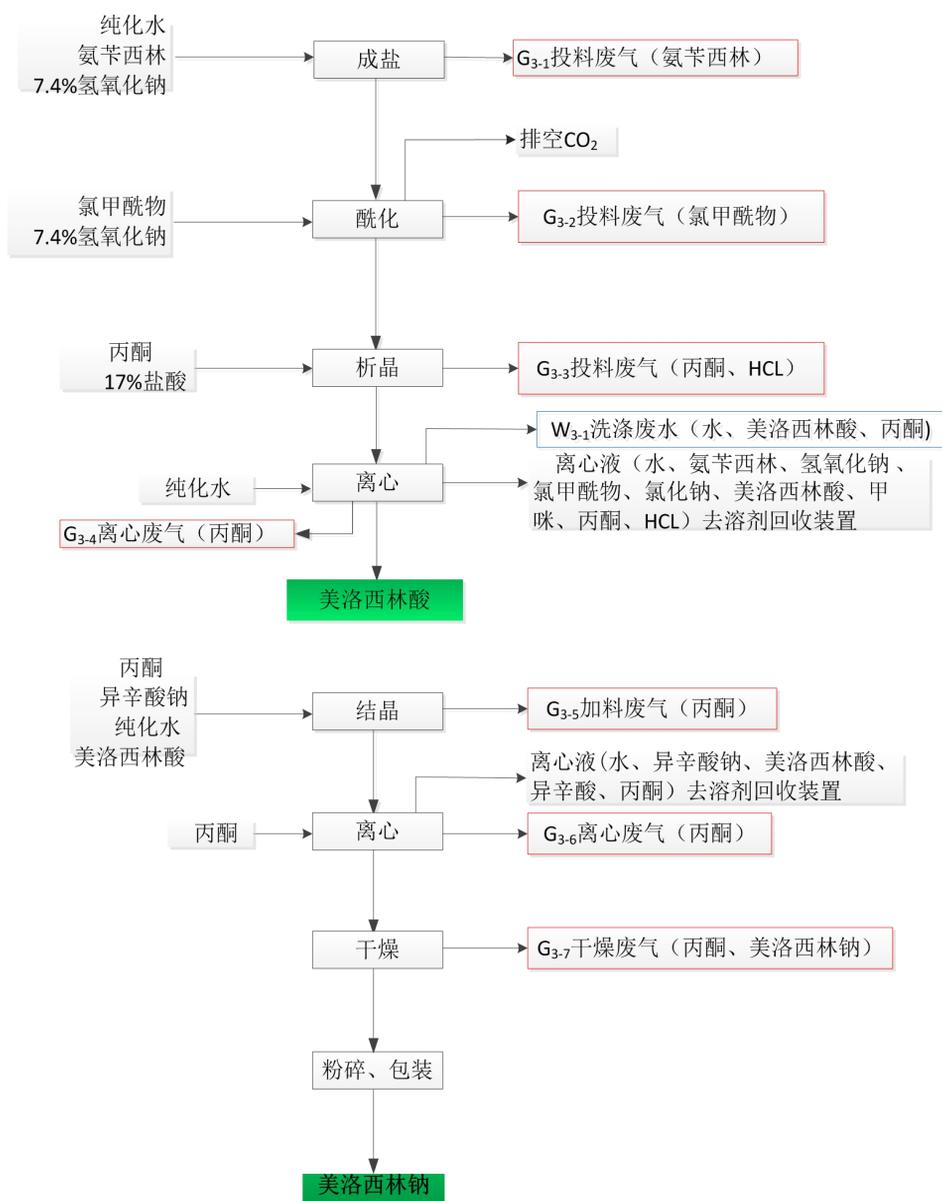 纯化水
氨苄西林
7.4%氢氧化钠
成盐
G3-1投料废气（氨苄西林）
排空CO2
氯甲酰物
7.4%氢氧化钠
酰化
G3-2投料废气（氯甲酰物）
丙酮
17%盐酸
析晶
G3-3投料废气（丙酮、HCL）
W3-1洗涤废水（水、美洛西林酸、丙酮)
纯化水
离心
离心液（水、氨苄西林、氢氧化钠、
氯甲酰物、氯化钠、美洛西林酸、甲
咪、丙酮、HCL）去溶剂回收装置
G3-4离心废气（丙酮）
美洛西林酸
丙酮
异辛酸钠
纯化水
美洛西林酸
结晶
G3-5加料废气（丙酮）
离心液(水、异辛酸钠、美洛西林酸、
异辛酸、丙酮）去溶剂回收装置
丙酮
离心
G3-6离心废气（丙酮）
干燥
G3-7干燥废气（丙酮、美洛西林钠）
粉碎、包装
美洛西林钠